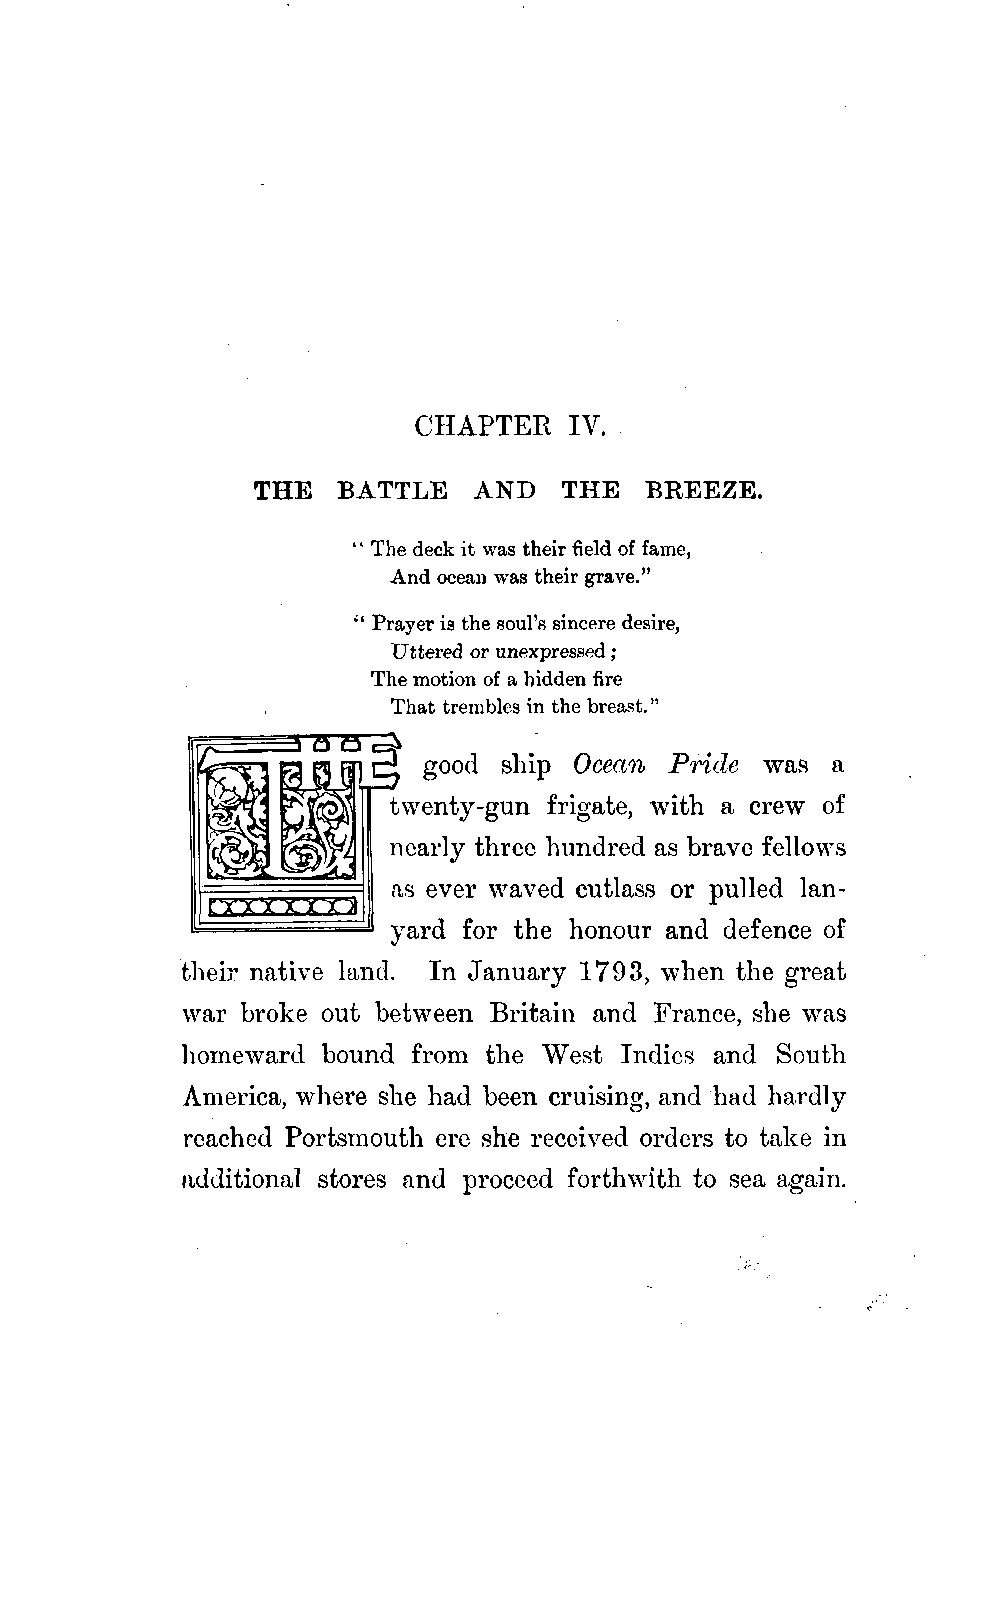 CHAPTER IV.
THE BATTLE AND THE BREEZE.
“ The deck it was their field of fame,
And ocean was their grave.”
“ Prayer is the soul’s sincere desire,
Uttered or unexpressed ;
The motion of a hidden fire
That trembles in the breast.”
THE good ship Ocean Pride was a
twenty-gun frigate, with a crew of
nearly three hundred as brave fellows
as ever waved cutlass or pulled lan-
yard for the honour and defence of
their native land. In January 1793, when the great
war broke out between Britain and France, she was
homeward bound from the West Indies and South
America, where she had been cruising, and had hardly
reached Portsmouth ere she received orders to take in
additional stores and proceed forthwith to sea again.